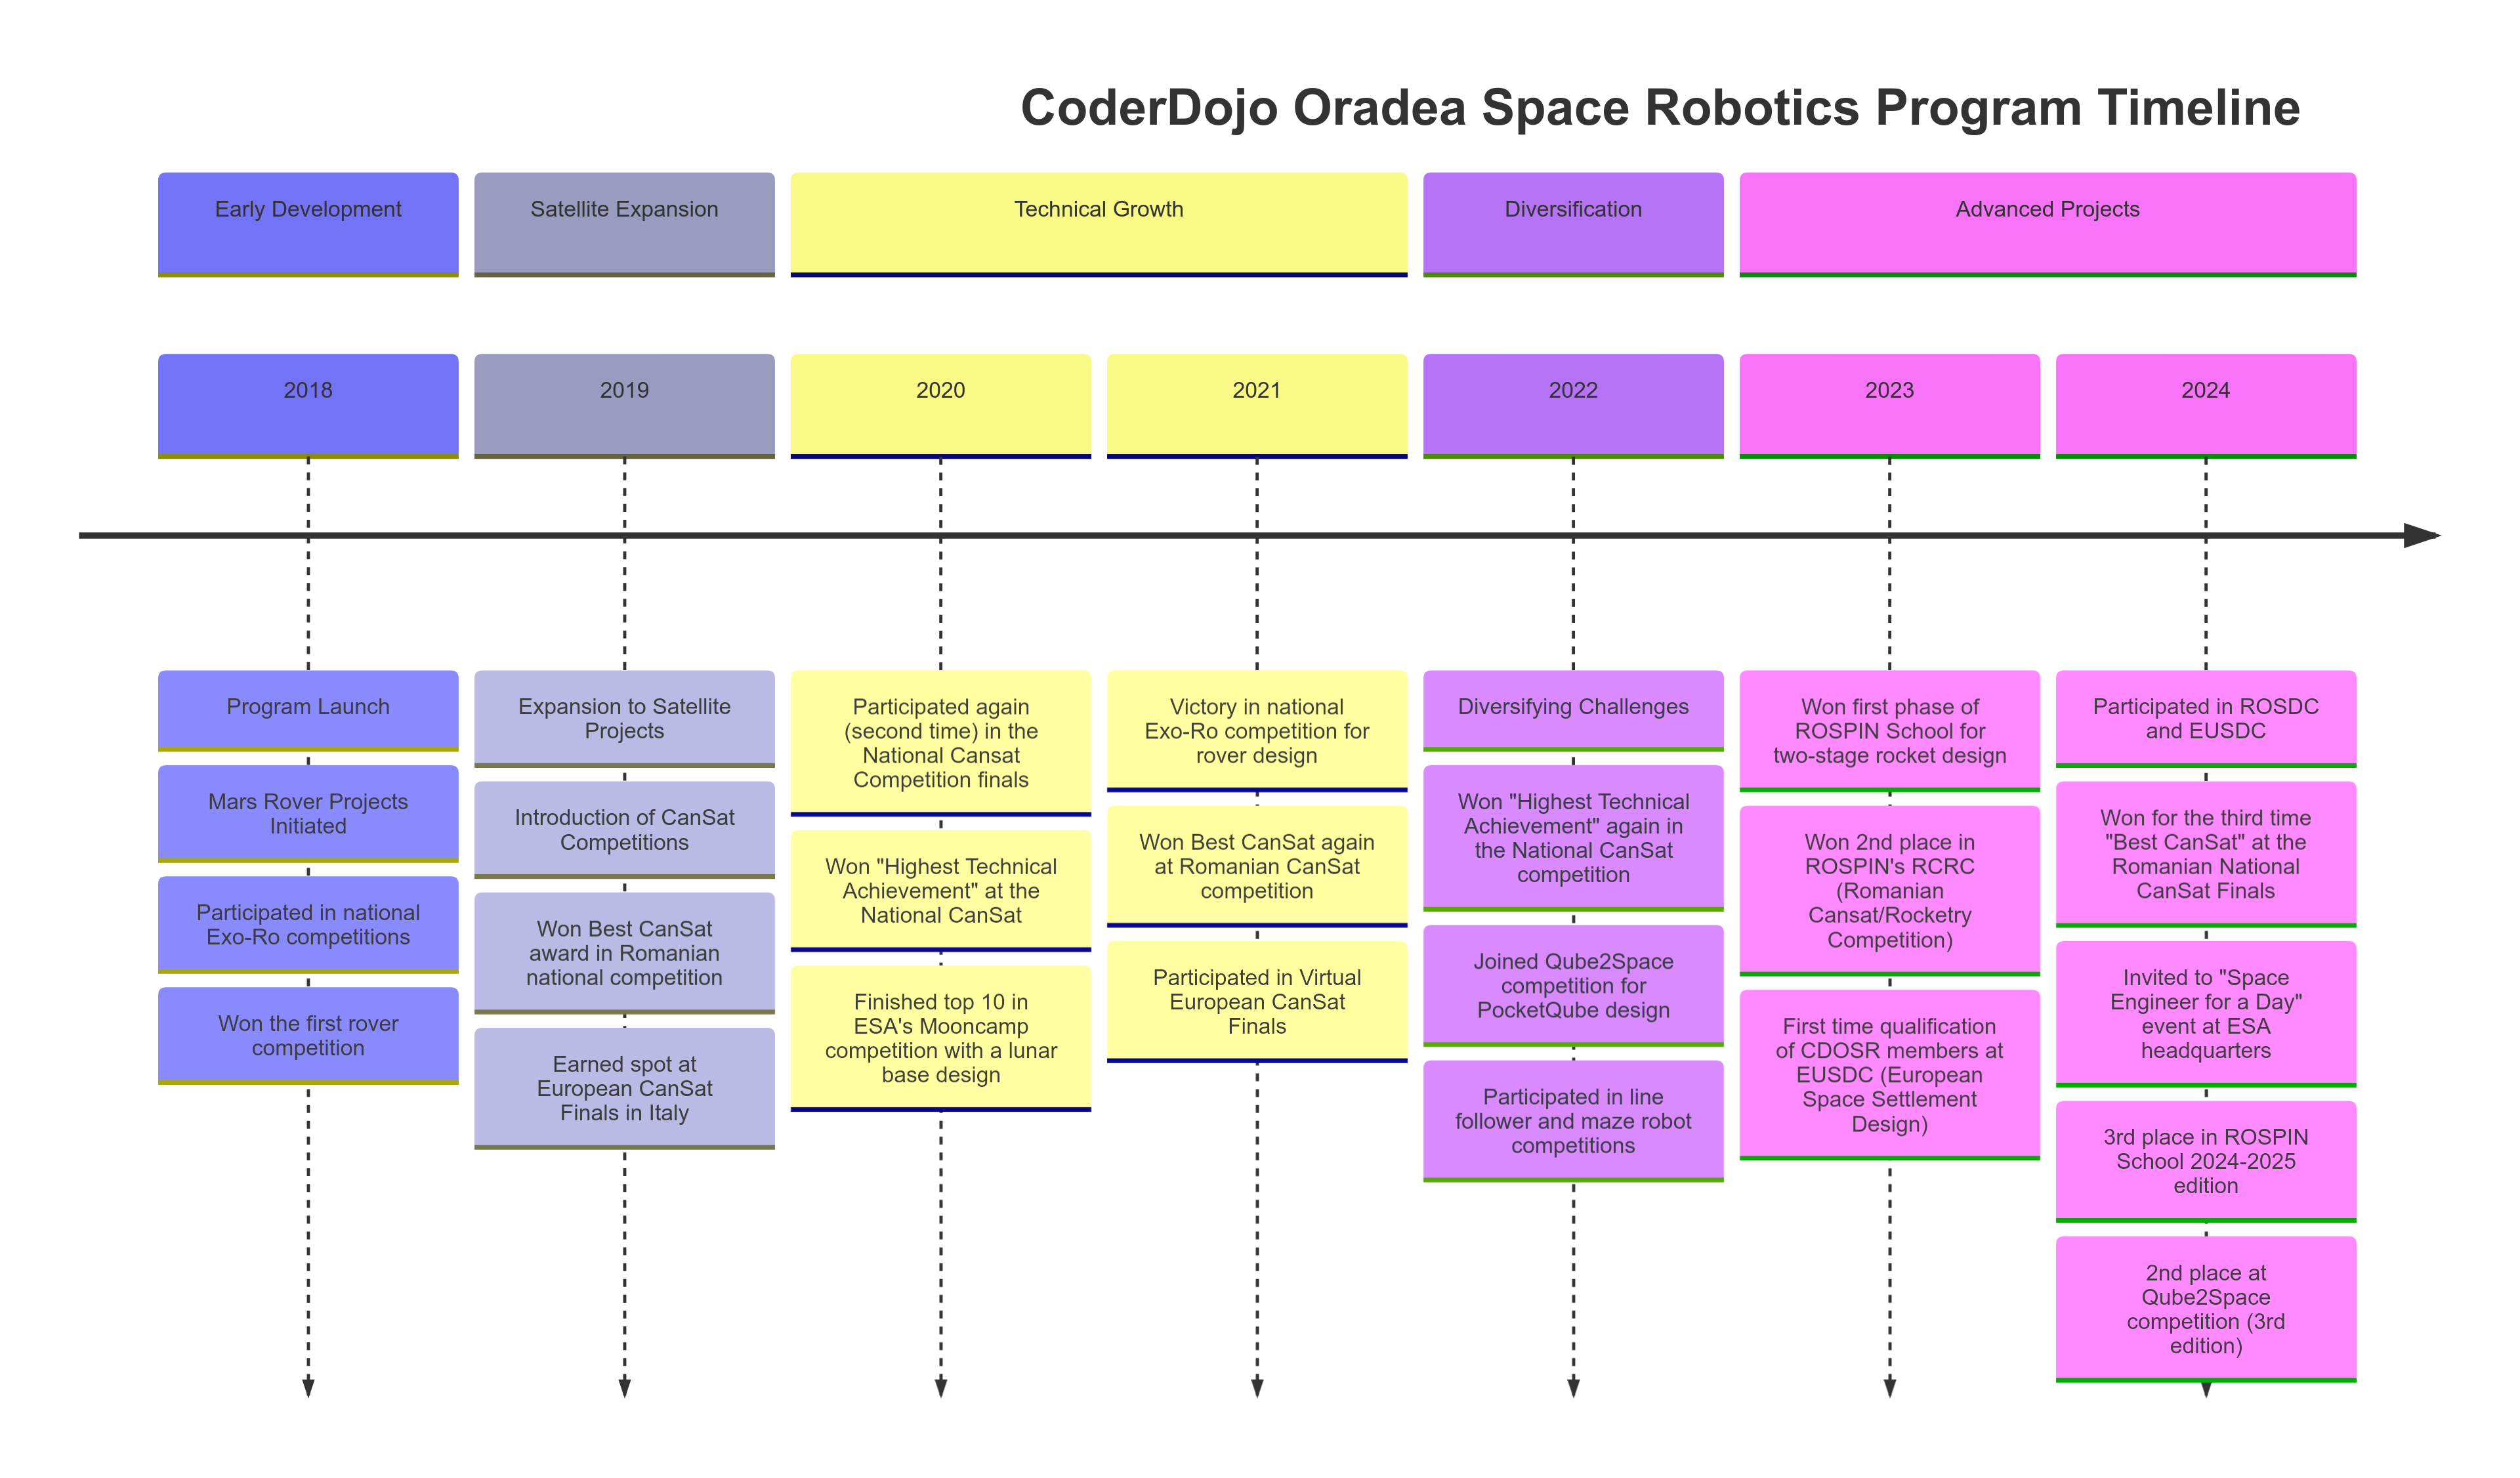 CoderDojo Oradea Space Robotics Program Timeline
Early Development
Satellite Expansion
Technical Growth
Diversification
Advanced Projects
2018
2019
2020
2021
2022
2023
2024
Program Launch
Mars Rover Projects
Initiated
Participated in national
Exo-Ro competitions
Won the first rover
competition
Expansion to Satellite
Projects
Introduction of CanSat
Competitions
Won Best CanSat
award in Romanian
national competition
Earned spot at
European CanSat
Finals in Italy
Participated again
(second time) in the
National Cansat
Competition finals
Won "Highest Technical
Achievement" at the
National CanSat
Finished top 10 in
ESA's Mooncamp
competition with a lunar
base design
Victory in national
Exo-Ro competition for
rover design
Won Best CanSat again
at Romanian CanSat
competition
Participated in Virtual
European CanSat
Finals
Diversifying Challenges
Won "Highest Technical
Achievement" again in
the National CanSat
competition
Joined Qube2Space
competition for
PocketQube design
Participated in line
follower and maze robot
competitions
Won first phase of
ROSPIN School for
two-stage rocket design
Won 2nd place in
ROSPIN's RCRC
(Romanian
Cansat/Rocketry
Competition)
First time qualification
of CDOSR members at
EUSDC (European
Space Settlement
Design)
Participated in ROSDC
and EUSDC
Won for the third time
"Best CanSat" at the
Romanian National
CanSat Finals
Invited to "Space
Engineer for a Day"
event at ESA
headquarters
3rd place in ROSPIN
School 2024-2025
edition
2nd place at
Qube2Space
competition (3rd
edition)